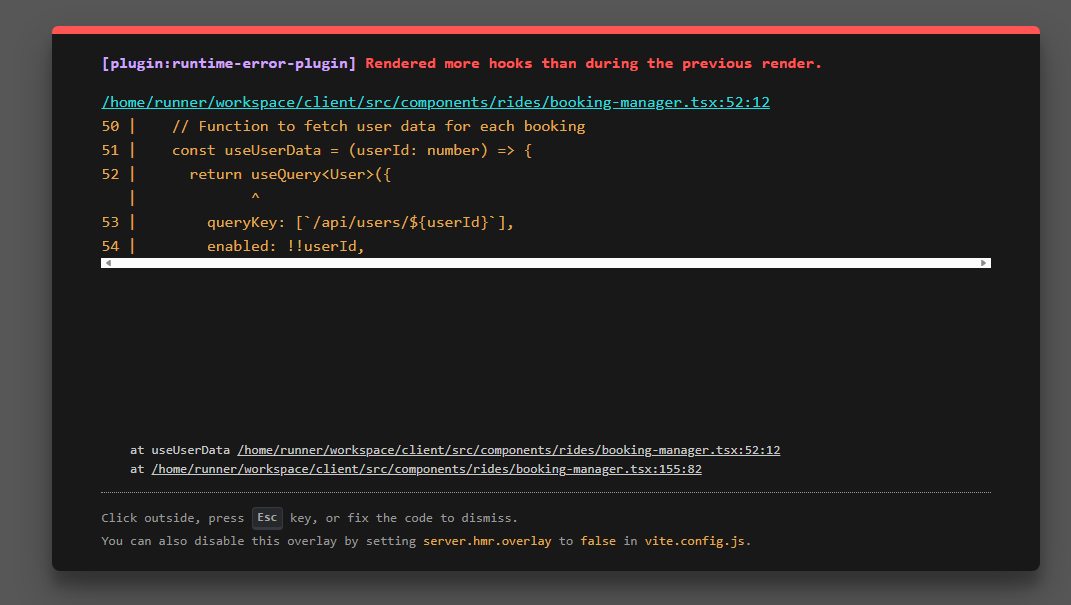 [plugin:runtime-error-plugin] Rendered more hooks than during the previous render.
/home/runner/workspace/client/src/components/rides/booking-manager.tsx:52:12
50 |    // Function to fetch user data for each booking
51 |    const useUserData = (userId: number) => {
52 |      return useQuery<User>({
   |             ^
53 |        queryKey: [`/api/users/${userId}`],
54 |        enabled: !!userId,
at useUserData /home/runner/workspace/client/src/components/rides/booking-manager.tsx:52:12
at /home/runner/workspace/client/src/components/rides/booking-manager.tsx:155:82
Click outside, press Esc key, or fix the code to dismiss.
You can also disable this overlay by setting server.hmr.overlay to false in vite.config.js.